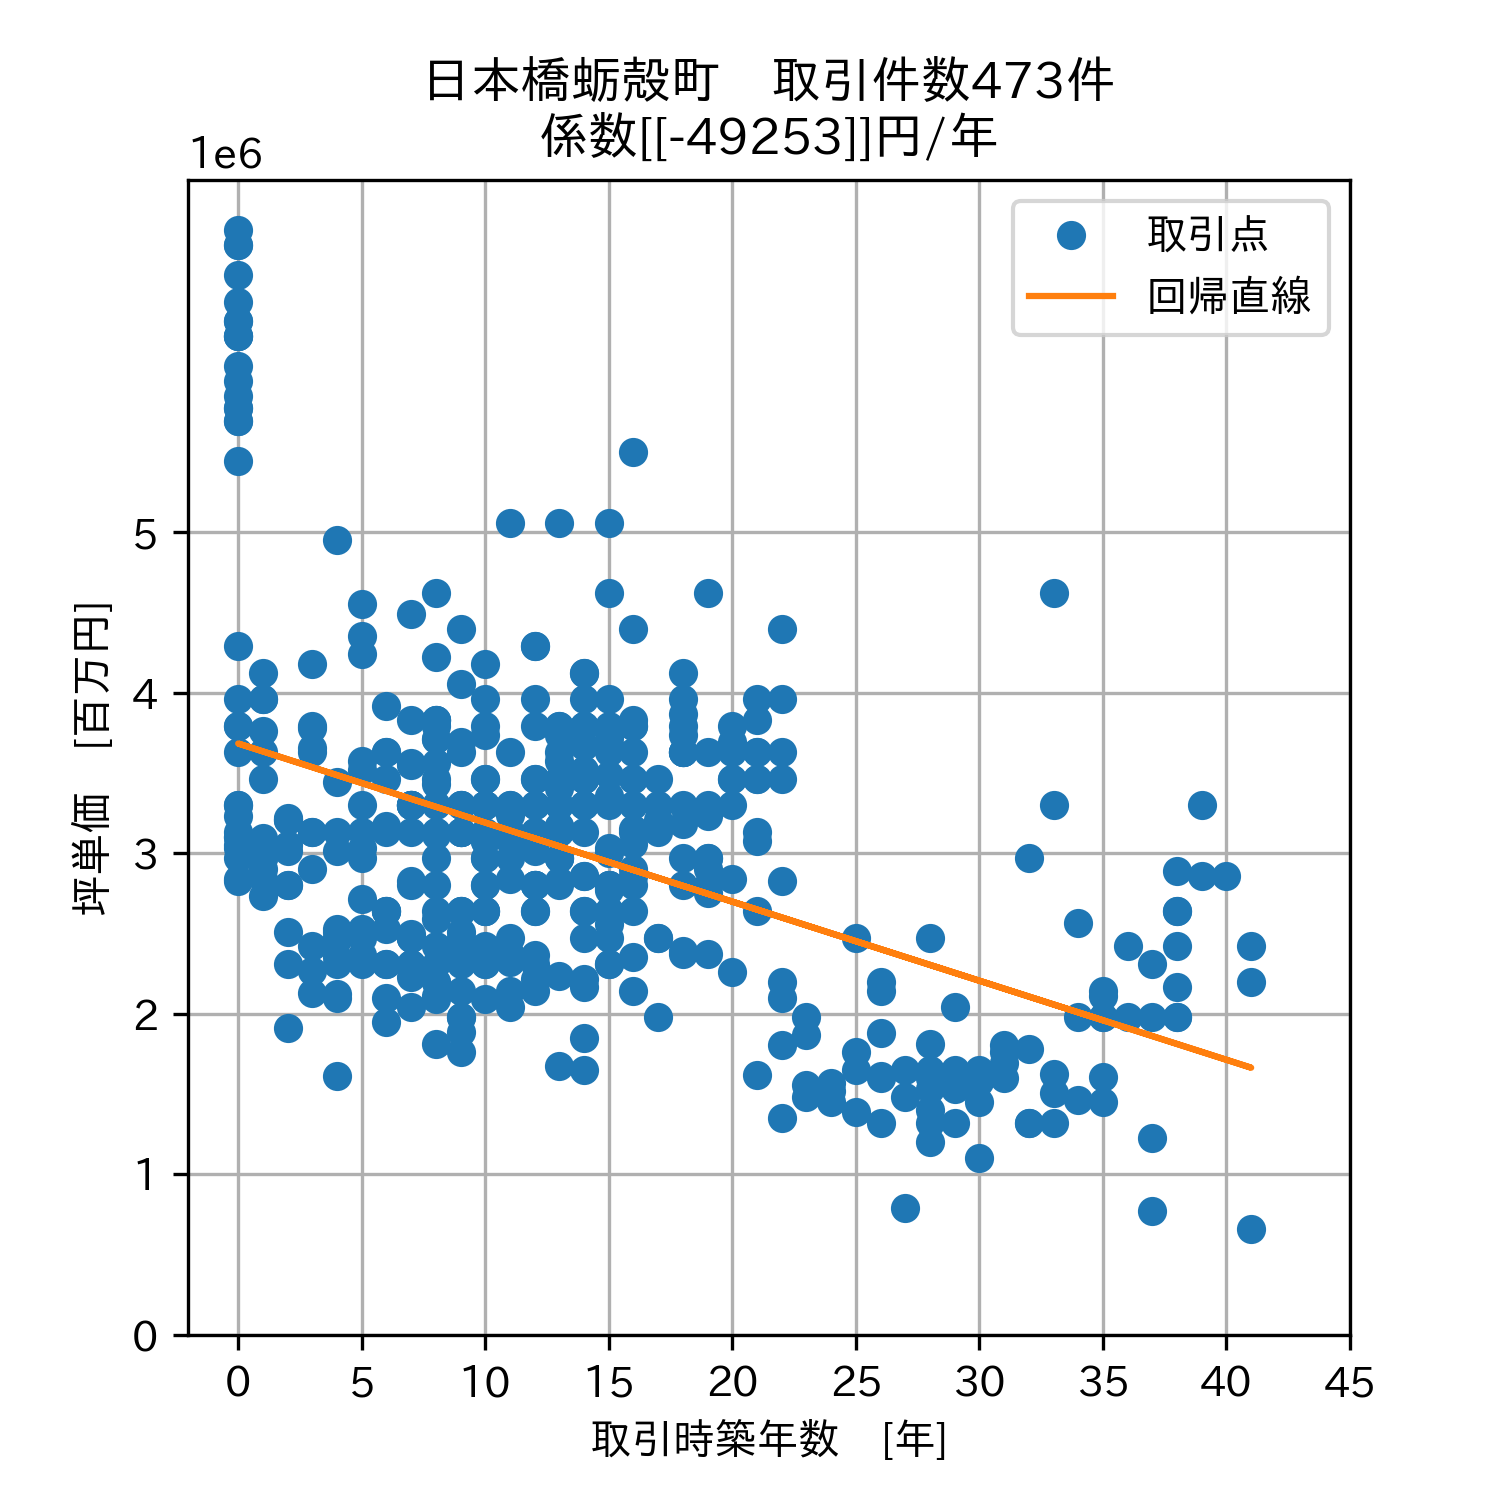 日本橋蛎殻町　取引件数473件
係数[[-49253]]円/年
1e6
取引点
回帰直線
5
4
3
2
1
0
坪単価　[百万円]
0 5 10 15 20 25 30 35 40 45
取引時築年数　[年]